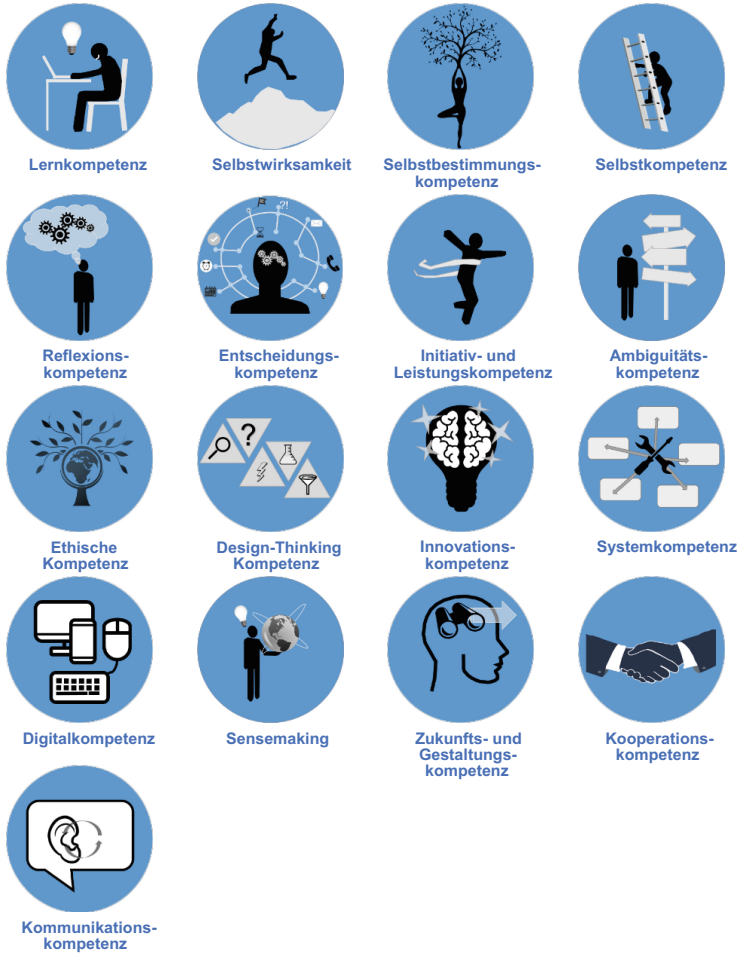 Lernkompetenz
Selbstwirksamkeit
Selbstbestimmungs-
kompetenz
Selbstkompetenz
?!
Reflexions-
kompetenz
Entscheidungs-
kompetenz
Initiativ- und
Leistungskompetenz
Ambiguitäts-
kompetenz
?
Ethische
Kompetenz
Design-Thinking
Kompetenz
Innovations-
kompetenz
Systemkompetenz
Digitalkompetenz
Sensemaking
Zukunfts- und
Gestaltungs-
kompetenz
Kooperations-
kompetenz
Kommunikations-
kompetenz